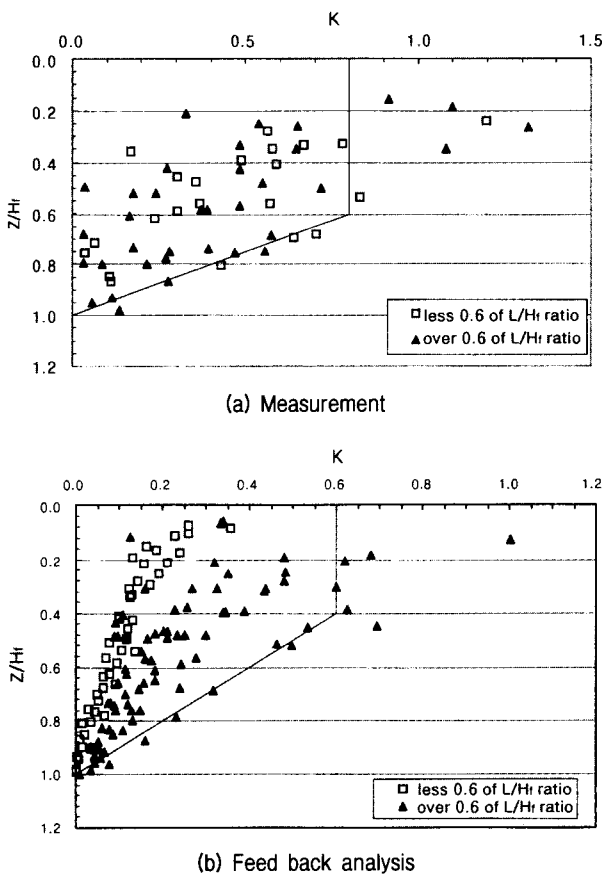 K
0.0 0.5 1.0 1.5
0.0
0.2
0.4
0.6
0.8
1.0
1.2
Z/Hf
less 0.6 of L/Hf ratio
over 0.6 of L/Hf ratio
(a) Measurement
K
0.0 0.2 0.4 0.6 0.8 1.0 1.2
0.0
0.2
0.4
0.6
0.8
1.0
1.2
Z/Hf
less 0.6 of L/Hf ratio
over 0.6 of L/Hf ratio
(b) Feed back analysis